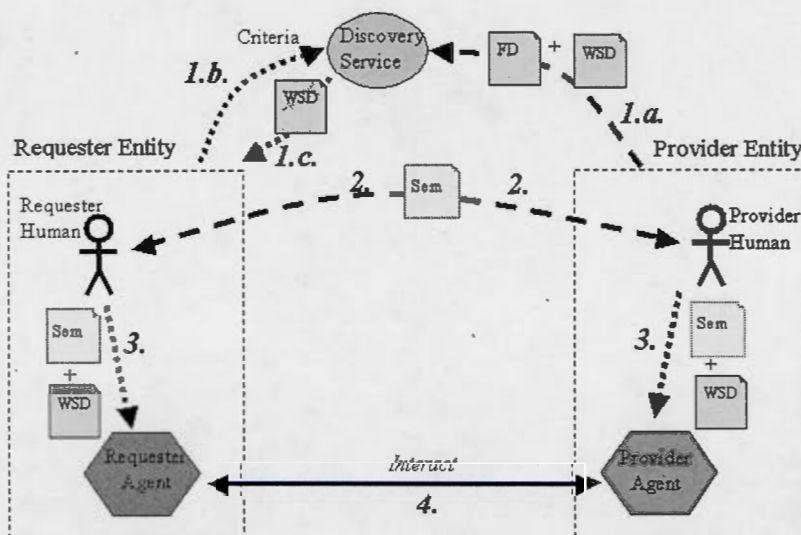 Criteria
Discovery
Service
FD
+
WSD
1.b.
WSD
1.a.
1.c.
Requester Entity
Provider Entity
2.
Sem
2.
Requester
Human
Provider
Human
Sem
3.
+
WSD
3.
Sem
+
WSD
Requester
Agent
Interact
4.
Provider
Agent